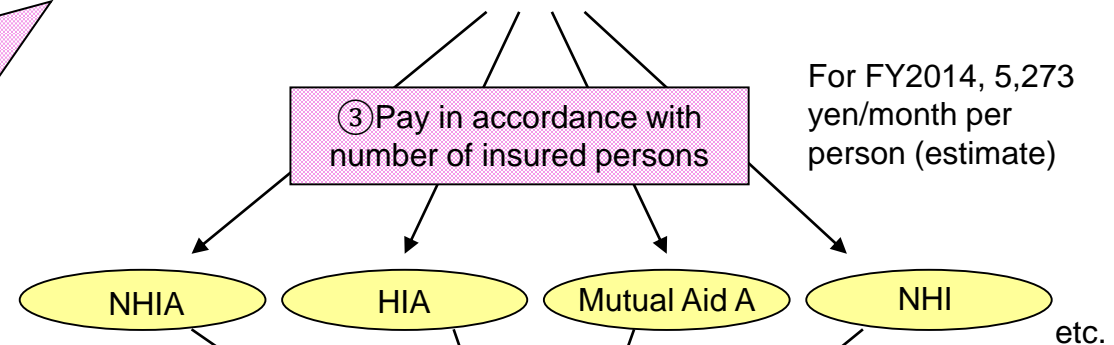 For FY2014, 5,273
yen/month per
person (estimate)
③Pay in accordance with
number of insured persons
NHIA
HIA
Mutual Aid A
NHI
etc.